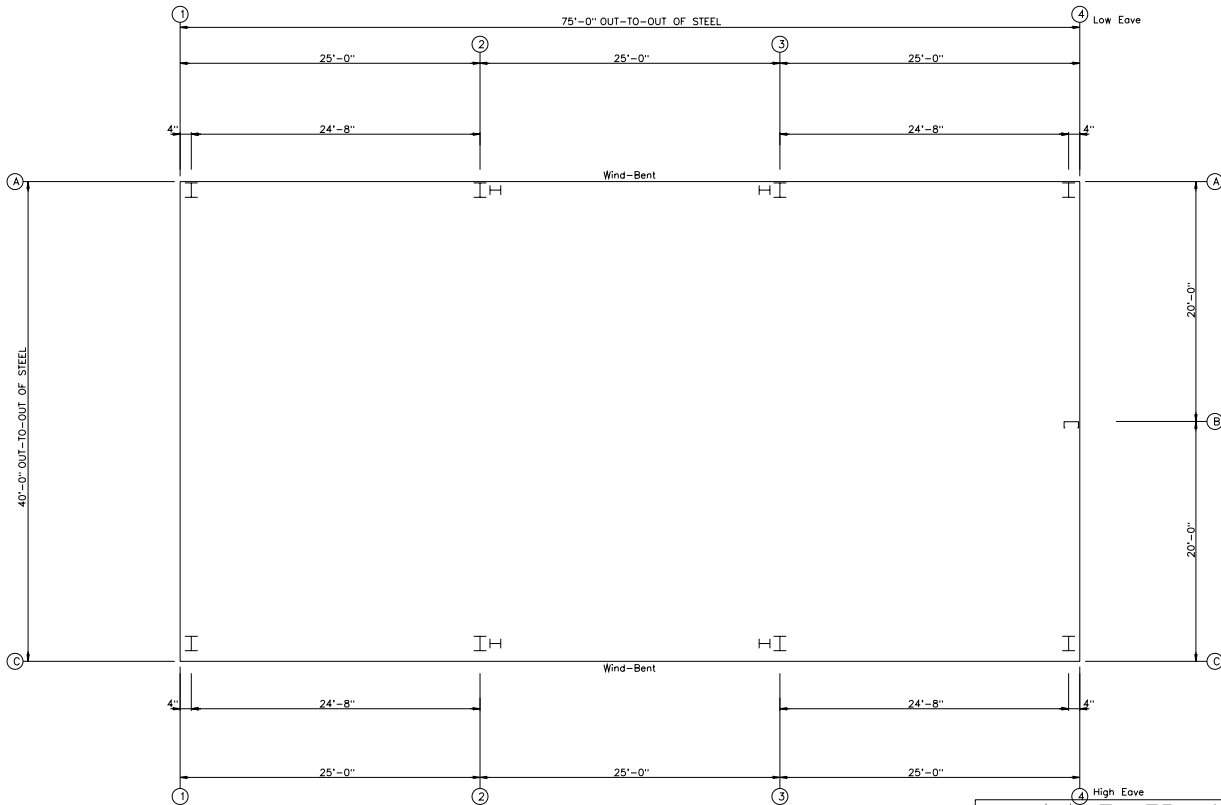 1
4 Low Eave
75'-0" OUT-TO-OUT OF STEEL
2
3
25'-0" 25'-0" 25'-0"
4" 24'-8" 24'-8" 4"
Wind-Bent
A A
20'-0"
40'-0" OUT-TO-OUT OF STEEL
B
20'-0"
C C
Wind-Bent
4" 24'-8" 24'-8" 4"
25'-0" 25'-0" 25'-0"
1 2 3 4 High Eave